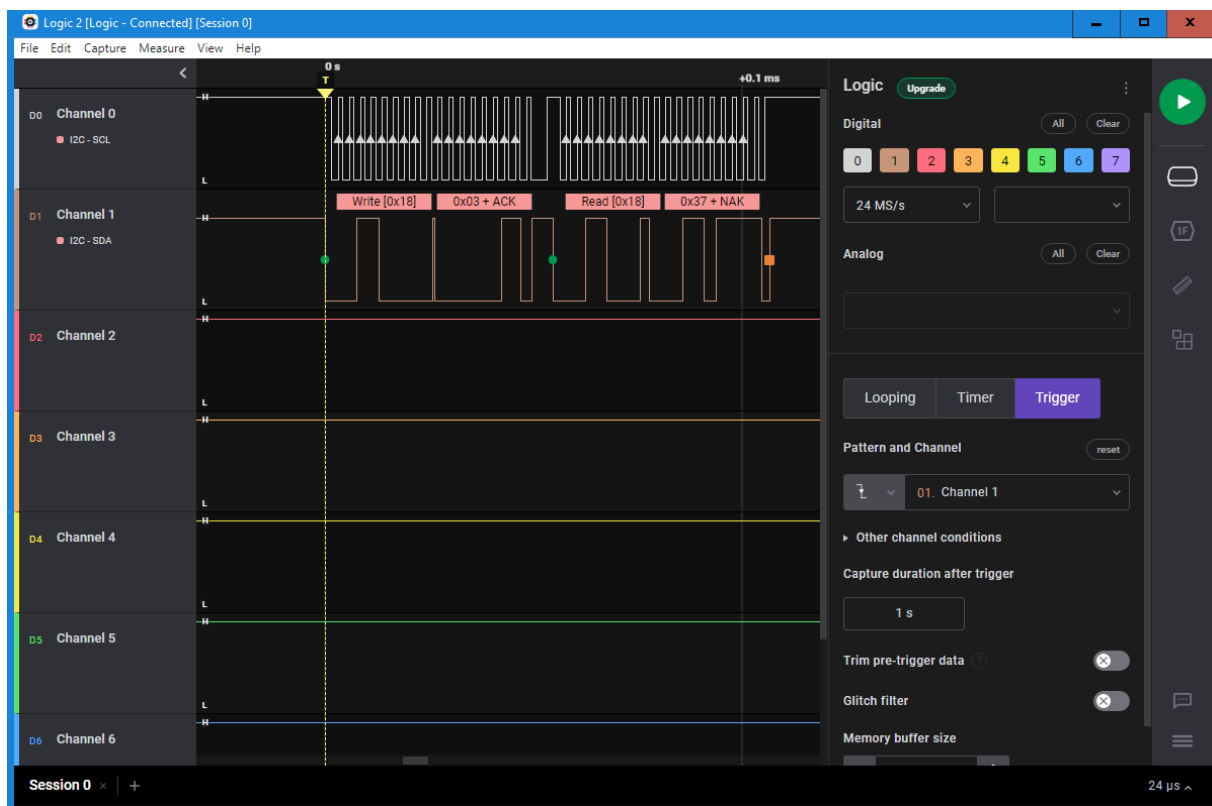 Logic 2 [Logic - Connected] [Session 0]
File Edit Capture Measure View Help
0 s
T
+0.1 ms
D0 Channel 0
I2C - SCL
H
L
Write [0x18] 0x03 + ACK Read [0x18] 0x37 + NAK
D1 Channel 1
I2C - SDA
H
L
D2 Channel 2
H
L
D3 Channel 3
H
L
D4 Channel 4
H
L
D5 Channel 5
H
L
D6 Channel 6
H
Logic Upgrade
Digital All Clear
0 1 2 3 4 5 6 7
24 MS/s
Analog All Clear
Looping Timer Trigger
Pattern and Channel reset
01. Channel 1
Other channel conditions
Capture duration after trigger
1 s
Trim pre-trigger data ?
Glitch filter
Memory buffer size
1F
Session 0 × +
24 μs